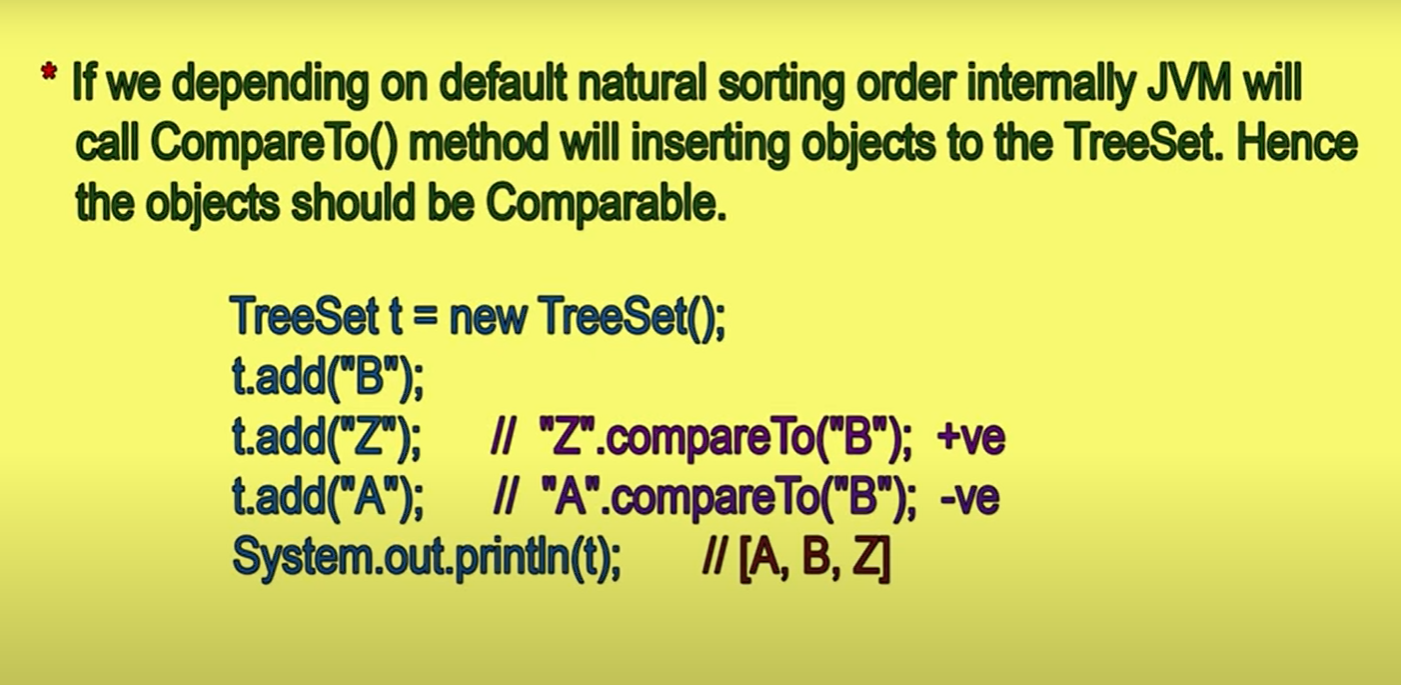 * If we depending on default natural sorting order internally JVM will
call CompareTo() method will inserting objects to the TreeSet. Hence
the objects should be Comparable.
TreeSet t = new TreeSet();
t.add("B");
t.add("Z"); // "Z".compareTo("B"); +ve
t.add("A"); // "A".compareTo("B"); -ve
System.out.println(t); // [A, B, Z]